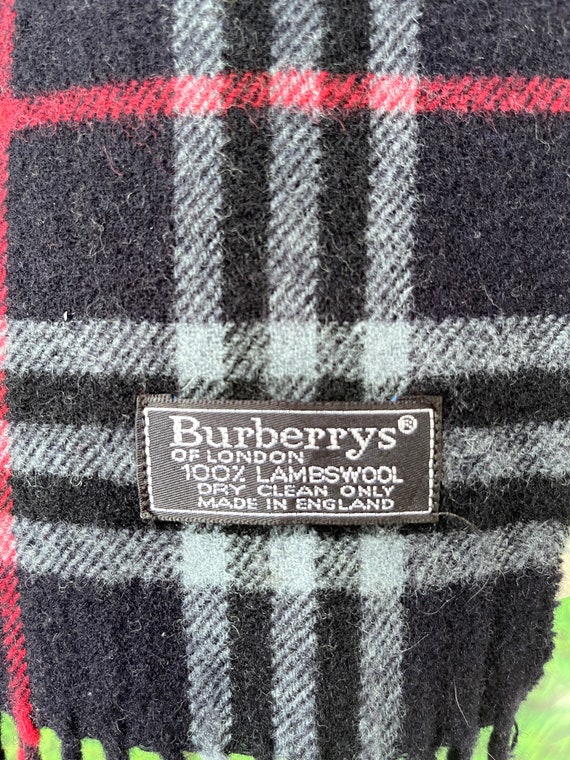 Burberrys®
OF LONDON
100% LAMBSWOOL
DRY CLEAN ONLY
MADE IN ENGLAND